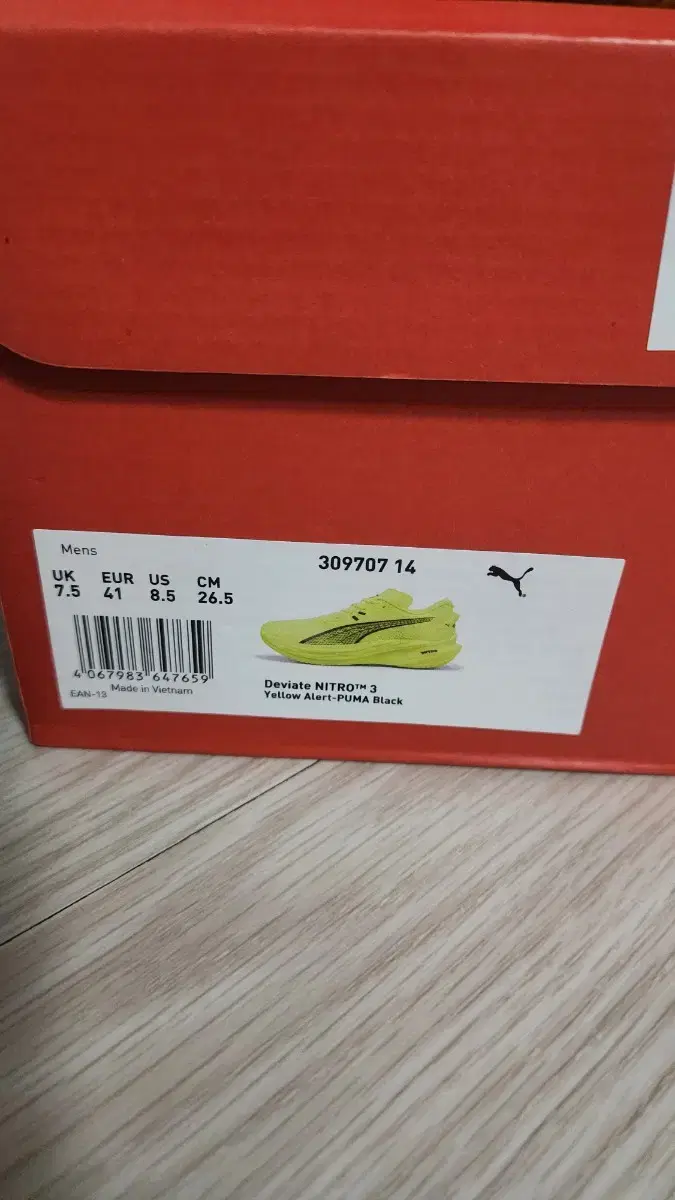 Mens
309707 14
UK EUR US CM
7.5 41 8.5 26.5
4 067983 647659
EAN-13 Made in Vietnam
Deviate NITRO™ 3
Yellow Alert-PUMA Black